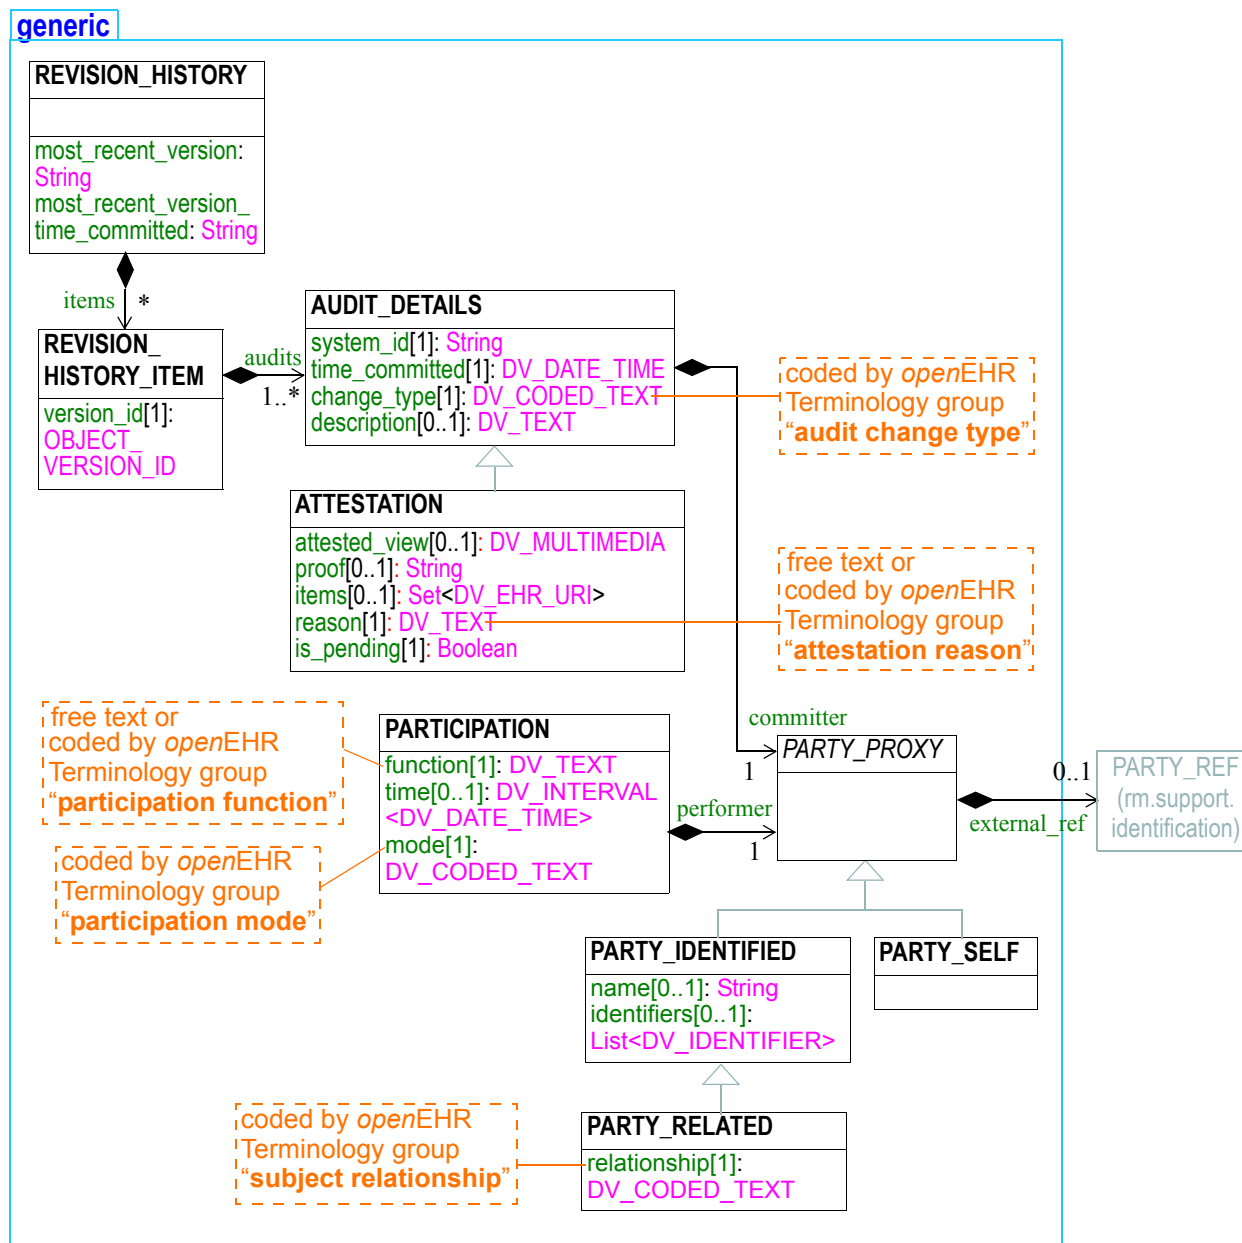 generic
REVISION_HISTORY
most_recent_version:
String
most_recent_version_
time_committed: String
items
*
REVISION_
HISTORY_ITEM
version_id[1]:
OBJECT_
VERSION_ID
audits
1..*
AUDIT_DETAILS
system_id[1]: String
time_committed[1]: DV_DATE_TIME
change_type[1]: DV_CODED_TEXT
description[0..1]: DV_TEXT
coded by openEHR
Terminology group
“audit change type”
ATTESTATION
attested_view[0..1]: DV_MULTIMEDIA
proof[0..1]: String
items[0..1]: Set<DV_EHR_URI>
reason[1]: DV_TEXT
is_pending[1]: Boolean
free text or
coded by openEHR
Terminology group
“attestation reason”
free text or
coded by openEHR
Terminology group
“participation function”
coded by openEHR
Terminology group
“participation mode”
PARTICIPATION
function[1]: DV_TEXT
time[0..1]: DV_INTERVAL
<DV_DATE_TIME>
mode[1]:
DV_CODED_TEXT
performer
1
committer
1
PARTY_PROXY
0..1
external_ref
PARTY_REF
(rm.support.
identification)
PARTY_IDENTIFIED
name[0..1]: String
identifiers[0..1]:
List<DV_IDENTIFIER>
PARTY_SELF
coded by openEHR
Terminology group
“subject relationship”
PARTY_RELATED
relationship[1]:
DV_CODED_TEXT